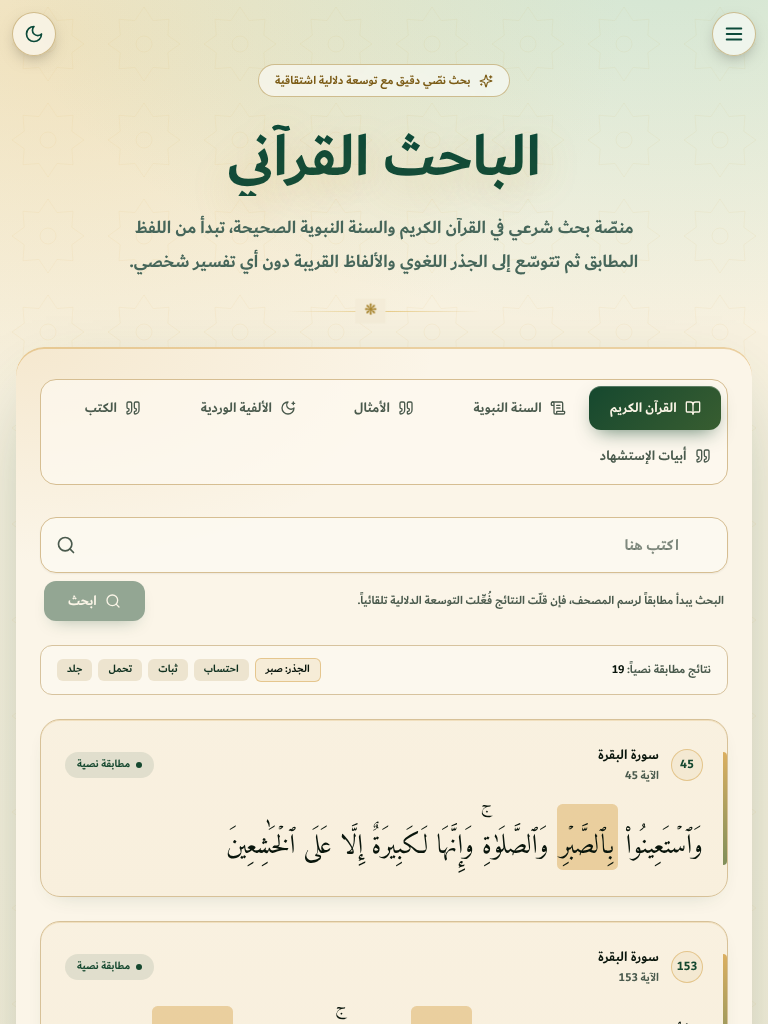 بحث نصّي دقيق مع توسعة دلالية اشتقاقية
الباحث القرآني
منصّة بحث شرعي في القرآن الكريم والسنة النبوية الصحيحة، تبدأ من اللفظ
المطابق ثم تتوسّع إلى الجذر اللغوي والألفاظ القريبة دون أي تفسير شخصي.
القرآن الكريم
السنة النبوية
الأمثال
الألفية الوردية
الكتب
أبيات الإستشهاد
اكتب هنا
البحث يبدأ مطابقاً لرسم المصحف، فإن قلّت النتائج فُعِّلت التوسعة الدلالية تلقائياً.
ابحث
نتائج مطابقة نصياً: 19
الجذر: صبر
احتساب
ثبات
تحمل
جلد
45
سورة البقرة
الآية 45
مطابقة نصية
وَٱسْتَعِينُوا۟ بِٱلصَّبْرِ وَٱلصَّلَوٰةِ ۚ وَإِنَّهَا لَكَبِيرَةٌ إِلَّا عَلَى ٱلْخَـٰشِعِينَ
153
سورة البقرة
الآية 153
مطابقة نصية